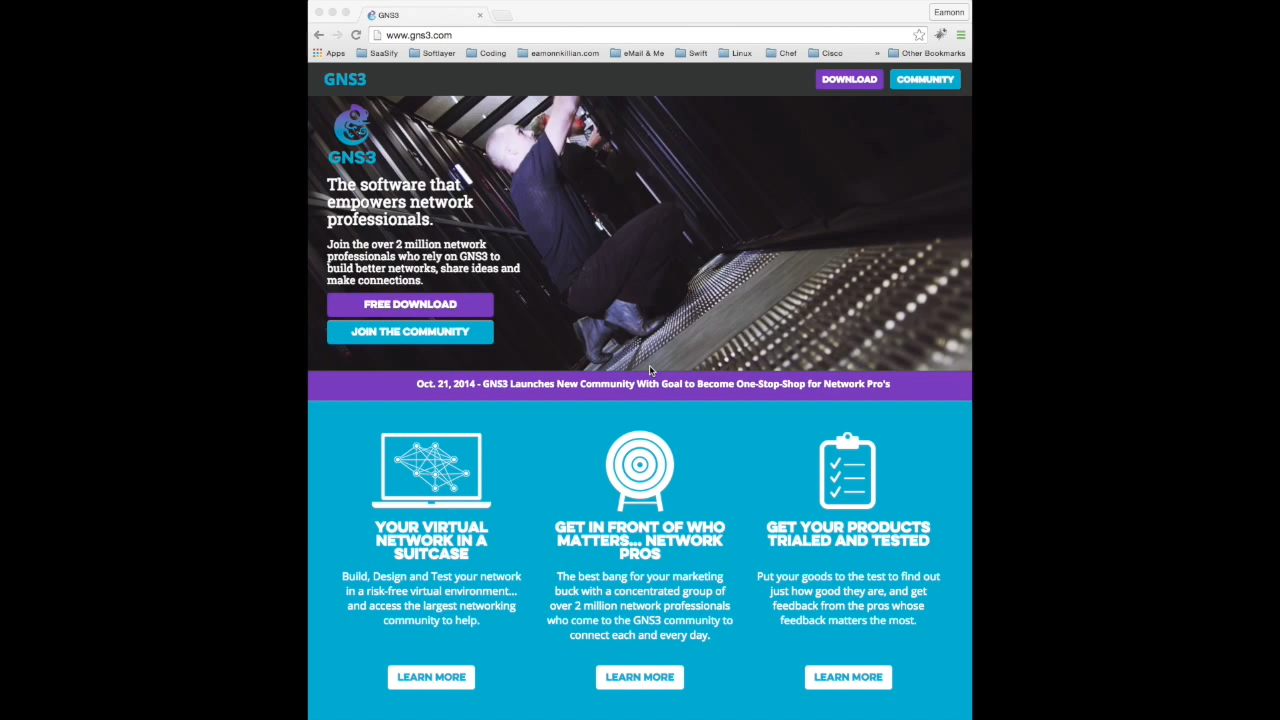 GNS3
Eamonn
www.gns3.com
Apps
SaaSify
Softlayer
Coding
eamonnkillian.com
eMail & Me
Swift
Linux
Chef
Cisco
»
Other Bookmarks
GNS3
DOWNLOAD
COMMUNITY
GNS3
The software that
empowers network
professionals.
Join the over 2 million network
professionals who rely on GNS3 to
build better networks, share ideas and
make connections.
FREE DOWNLOAD
JOIN THE COMMUNITY
Oct. 21, 2014 - GNS3 Launches New Community With Goal to Become One-Stop-Shop for Network Pro's
YOUR VIRTUAL
NETWORK IN A
SUITCASE
Build, Design and Test your network
in a risk-free virtual environment...
and access the largest networking
community to help.
LEARN MORE
GET IN FRONT OF WHO
MATTERS... NETWORK
PROS
The best bang for your marketing
buck with a concentrated group of
over 2 million network professionals
who come to the GNS3 community to
connect each and every day.
LEARN MORE
GET YOUR PRODUCTS
TRIALED AND TESTED
Put your goods to the test to find out
just how good they are, and get
feedback from the pros whose
feedback matters the most.
LEARN MORE